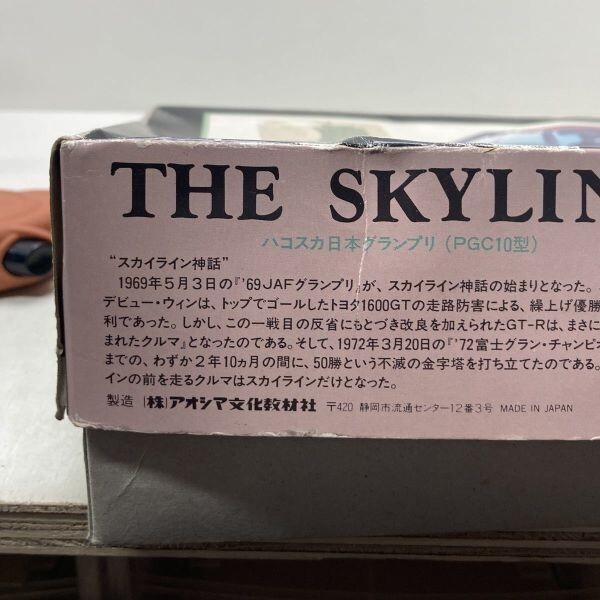 THE SKYLIN
ハコスカ日本グランプリ(PGC10型)
“スカイライン神話”
1969年5月3日の『'69JAFグランプリ』が、スカイライン神話の始まりとなった。
デビュー・ウィンは、トップでゴールしたトヨタ1600GTの走路防害による、繰上げ優勝
利であった。しかし、この一戦目の反省にもとづき改良を加えられたGT-Rは、まさに
まれたクルマ」となったのである。そして、1972年3月20日の『'72富士グラン・チャンピオ
までの、わずか2年10ヵ月の間に、50勝という不滅の金字塔を打ち立てたのである。
インの前を走るクルマはスカイラインだけとなった。
製造 (株)アオシマ文化教材社 〒420 静岡市流通センター12番3号 MADE IN JAPAN